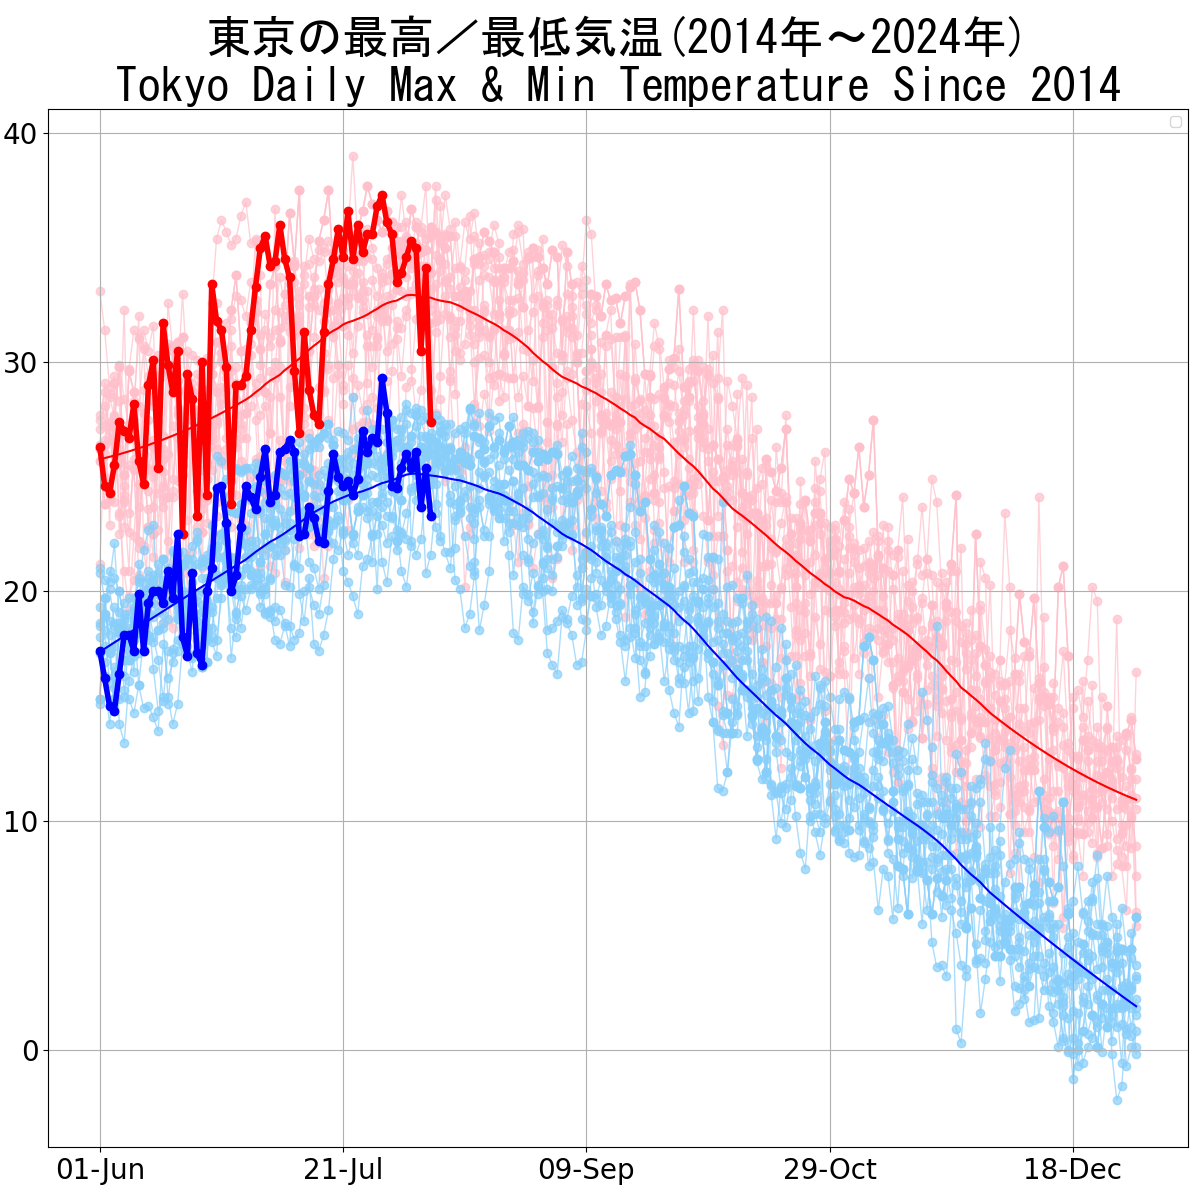 東京の最高／最低気温(2014年～2024年)
Tokyo Daily Max & Min Temperature Since 2014
40
30
20
10
0
01-Jun 21-Jul 09-Sep 29-Oct 18-Dec